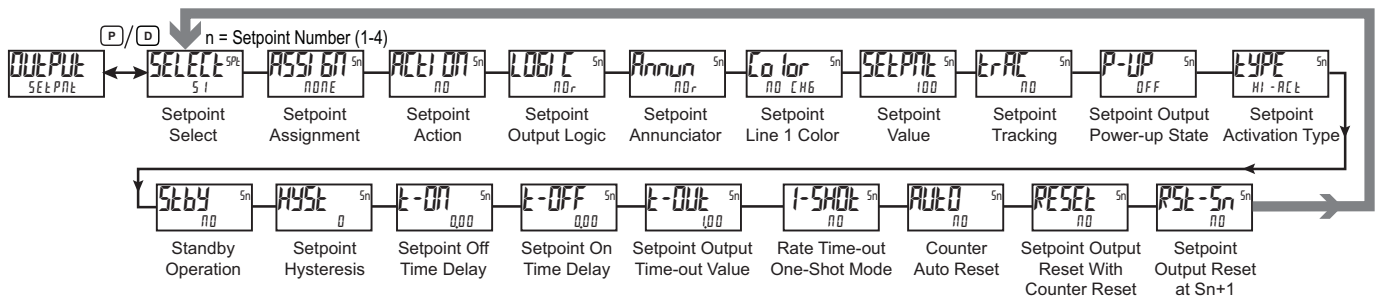 P / D
n = Setpoint Number (1-4)
OUtPUt
SEtPNt
SELECt SPt
S1
Setpoint
Select
ASSIGN Sn
NONE
Setpoint
Assignment
ACtION Sn
NO
Setpoint
Action
LOGIC Sn
NOr
Setpoint
Output Logic
Annun Sn
NOr
Setpoint
Annunciator
Color Sn
NO CHG
Setpoint
Line 1 Color
SEtPNt Sn
100
Setpoint
Value
trAC Sn
NO
Setpoint
Tracking
P-UP Sn
OFF
Setpoint Output
Power-up State
tYPE Sn
HI-ACt
Setpoint
Activation Type
Stby Sn
NO
Standby
Operation
HYSt Sn
0
Setpoint
Hysteresis
t-ON Sn
0.00
Setpoint Off
Time Delay
t-OFF Sn
0.00
Setpoint On
Time Delay
t-OUt Sn
1.00
Setpoint Output
Time-out Value
1-SHOt Sn
NO
Rate Time-out
One-Shot Mode
AUtO Sn
NO
Counter
Auto Reset
RESEt Sn
NO
Setpoint Output
Reset With
Counter Reset
RSt-Sn Sn
NO
Setpoint
Output Reset
at Sn+1